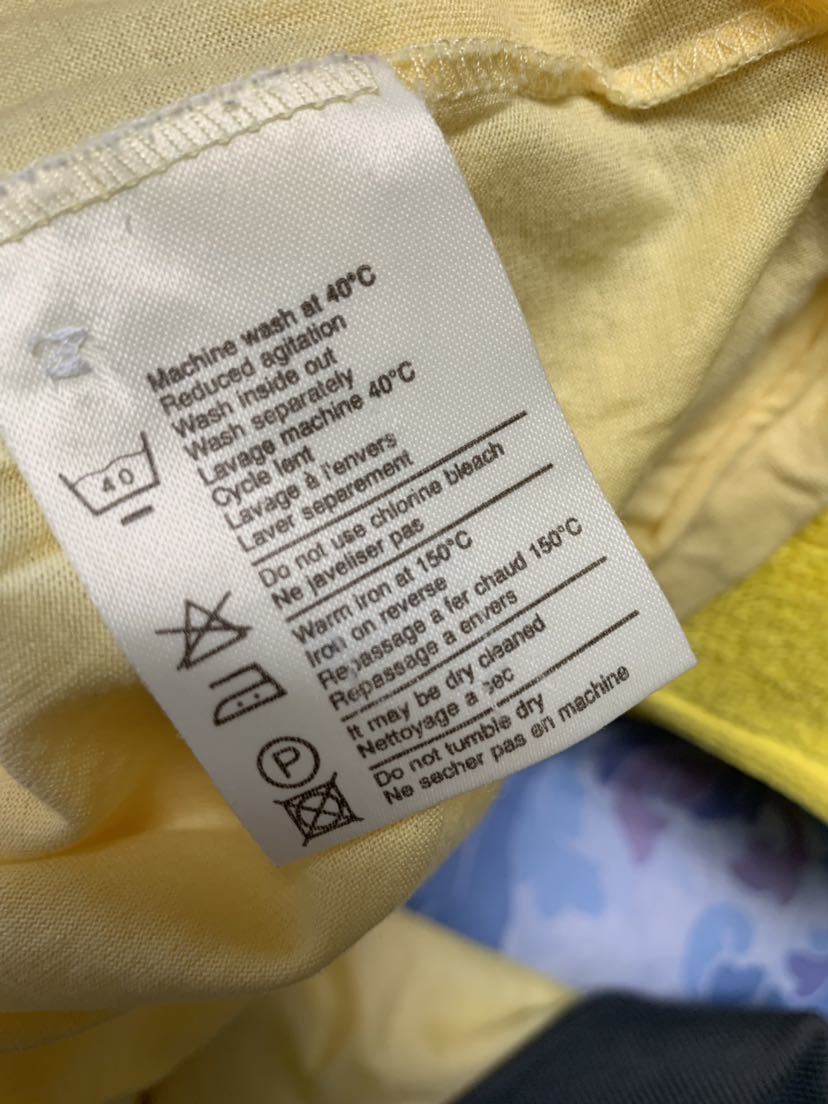 Machine wash at 40°C
Reduced agitation
Wash inside out
Wash separately
Lavage machine 40°C
Cycle lent
Lavage à l'envers
Laver separement
40
Do not use chlorine bleach
Ne javeliser pas
Warm iron at 150°C
Iron on reverse
Repassage a fer chaud 150°C
Repassage a envers
It may be dry cleaned
Nettoyage a sec
P
Do not tumble dry
Ne secher pas en machine